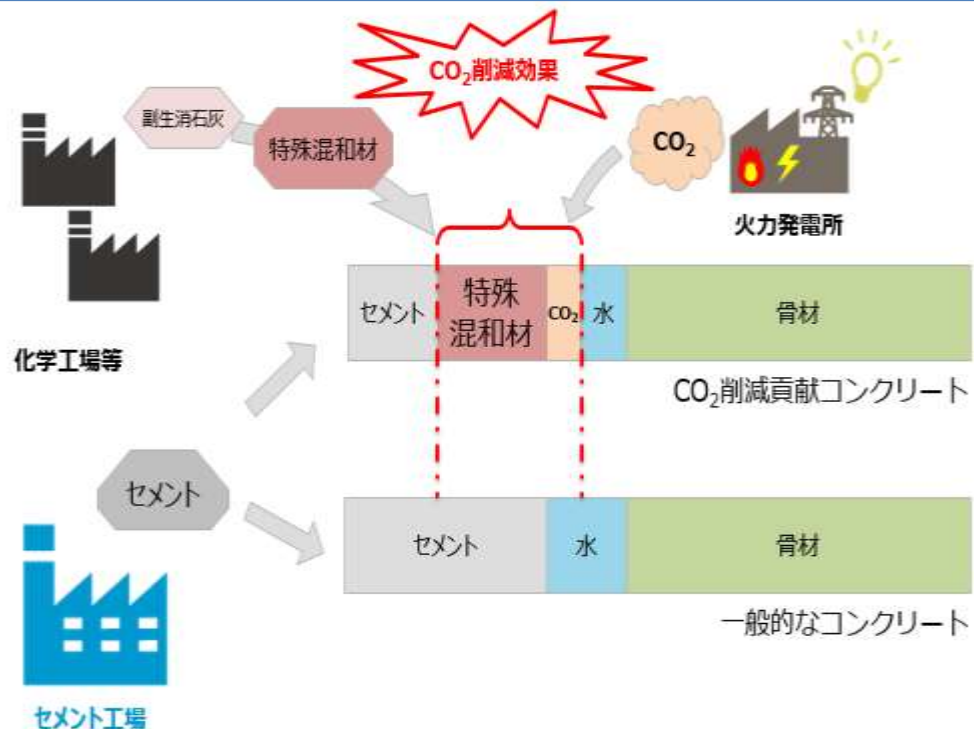 CO₂削減効果
副生消石灰
特殊混和材
CO₂
火力発電所
化学工場等
セメント
特殊
混和材
CO₂
水
骨材
CO₂削減貢献コンクリート
セメント
セメント
水
骨材
一般的なコンクリート
セメント工場